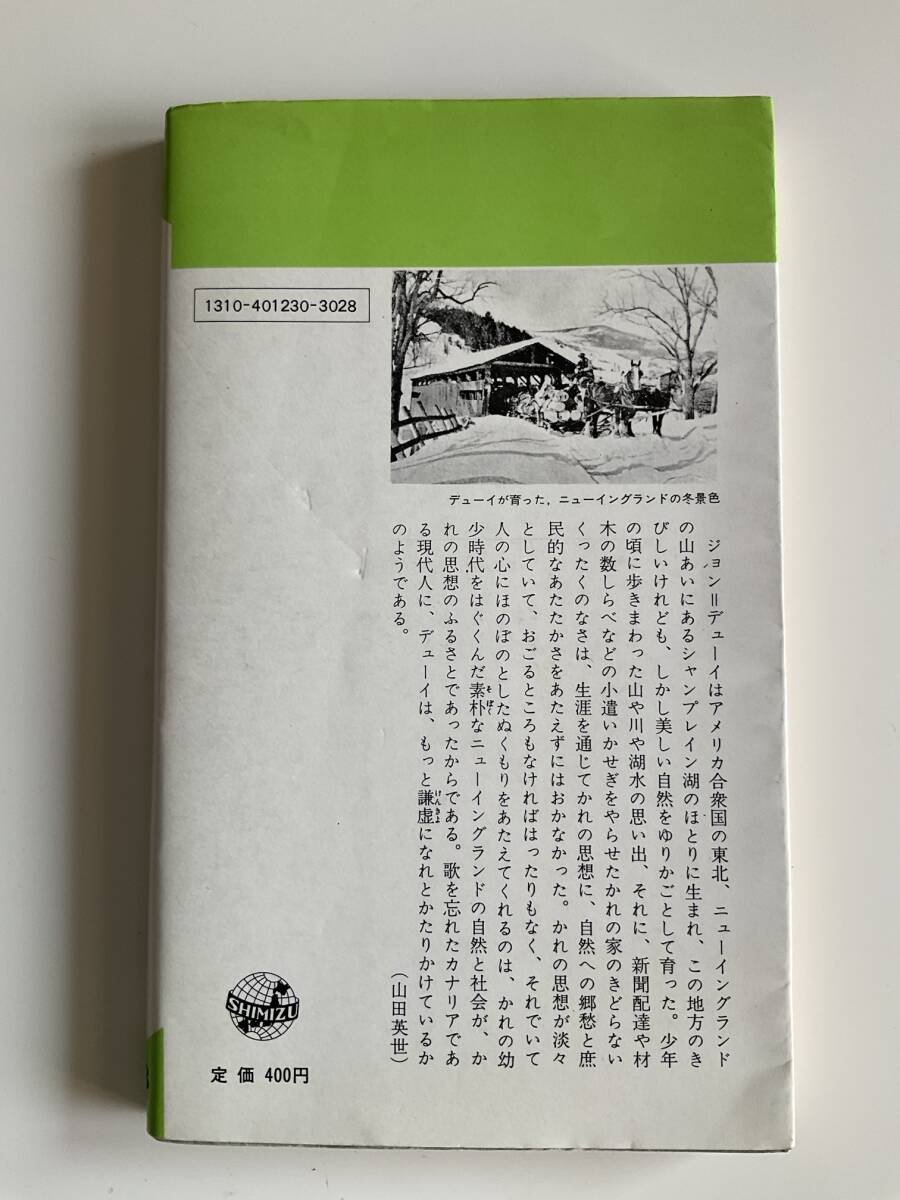 1310-401230-3028
デューイが育った，ニューイングランドの冬景色
ジョン＝デューイはアメリカ合衆国の東北、ニューイングランド
の山あいにあるシャンプレイン湖のほとりに生まれ、この地方のき
びしいけれども、しかし美しい自然をゆりかごとして育った。少年
の頃に歩きまわった山や川や湖水の思い出、それに、新聞配達や材
木の数しらべなどの小遣いかせぎをやらせたかれの家のきどらない
くったくのなさは、生涯を通じてかれの思想に、自然への郷愁と庶
民的なあたたかさをあたえずにはおかなかった。かれの思想が淡々
としていて、おごるところもなければはったりもなく、それでいて
人の心にほのぼのとしたぬくもりをあたえてくれるのは、かれの幼
少時代をはぐくんだ素朴なニューイングランドの自然と社会が、か
れの思想のふるさとであったからである。歌を忘れたカナリアであ
る現代人に、デューイは、もっと謙虚になれとかたりかけているか
のようである。
（山田英世）
SHIMIZU
定価 400円